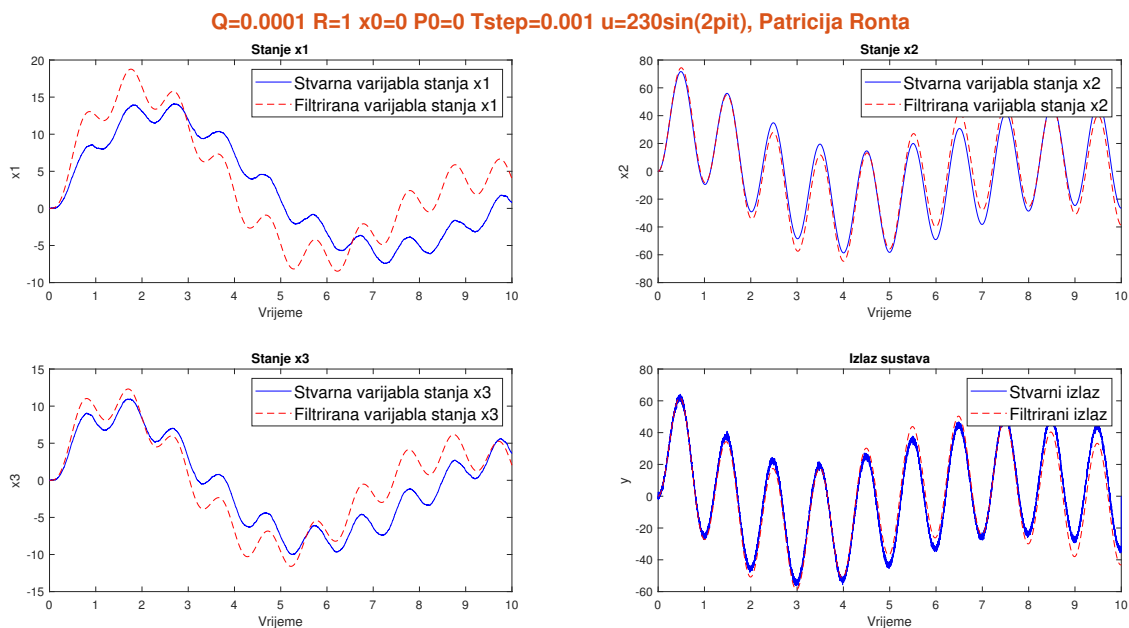 Q=0.0001 R=1 x0=0 P0=0 Tstep=0.001 u=230sin(2pit), Patricija Ronta
Stanje x1
Stvarna varijabla stanja x1
Filtrirana varijabla stanja x1
20
15
10
5
0
-5
-10
x1
0 1 2 3 4 5 6 7 8 9 10
Vrijeme
Stanje x2
Stvarna varijabla stanja x2
Filtrirana varijabla stanja x2
80
60
40
20
0
-20
-40
-60
-80
x2
0 1 2 3 4 5 6 7 8 9 10
Vrijeme
Stanje x3
Stvarna varijabla stanja x3
Filtrirana varijabla stanja x3
15
10
5
0
-5
-10
-15
x3
0 1 2 3 4 5 6 7 8 9 10
Vrijeme
Izlaz sustava
Stvarni izlaz
Filtrirani izlaz
80
60
40
20
0
-20
-40
-60
y
0 1 2 3 4 5 6 7 8 9 10
Vrijeme